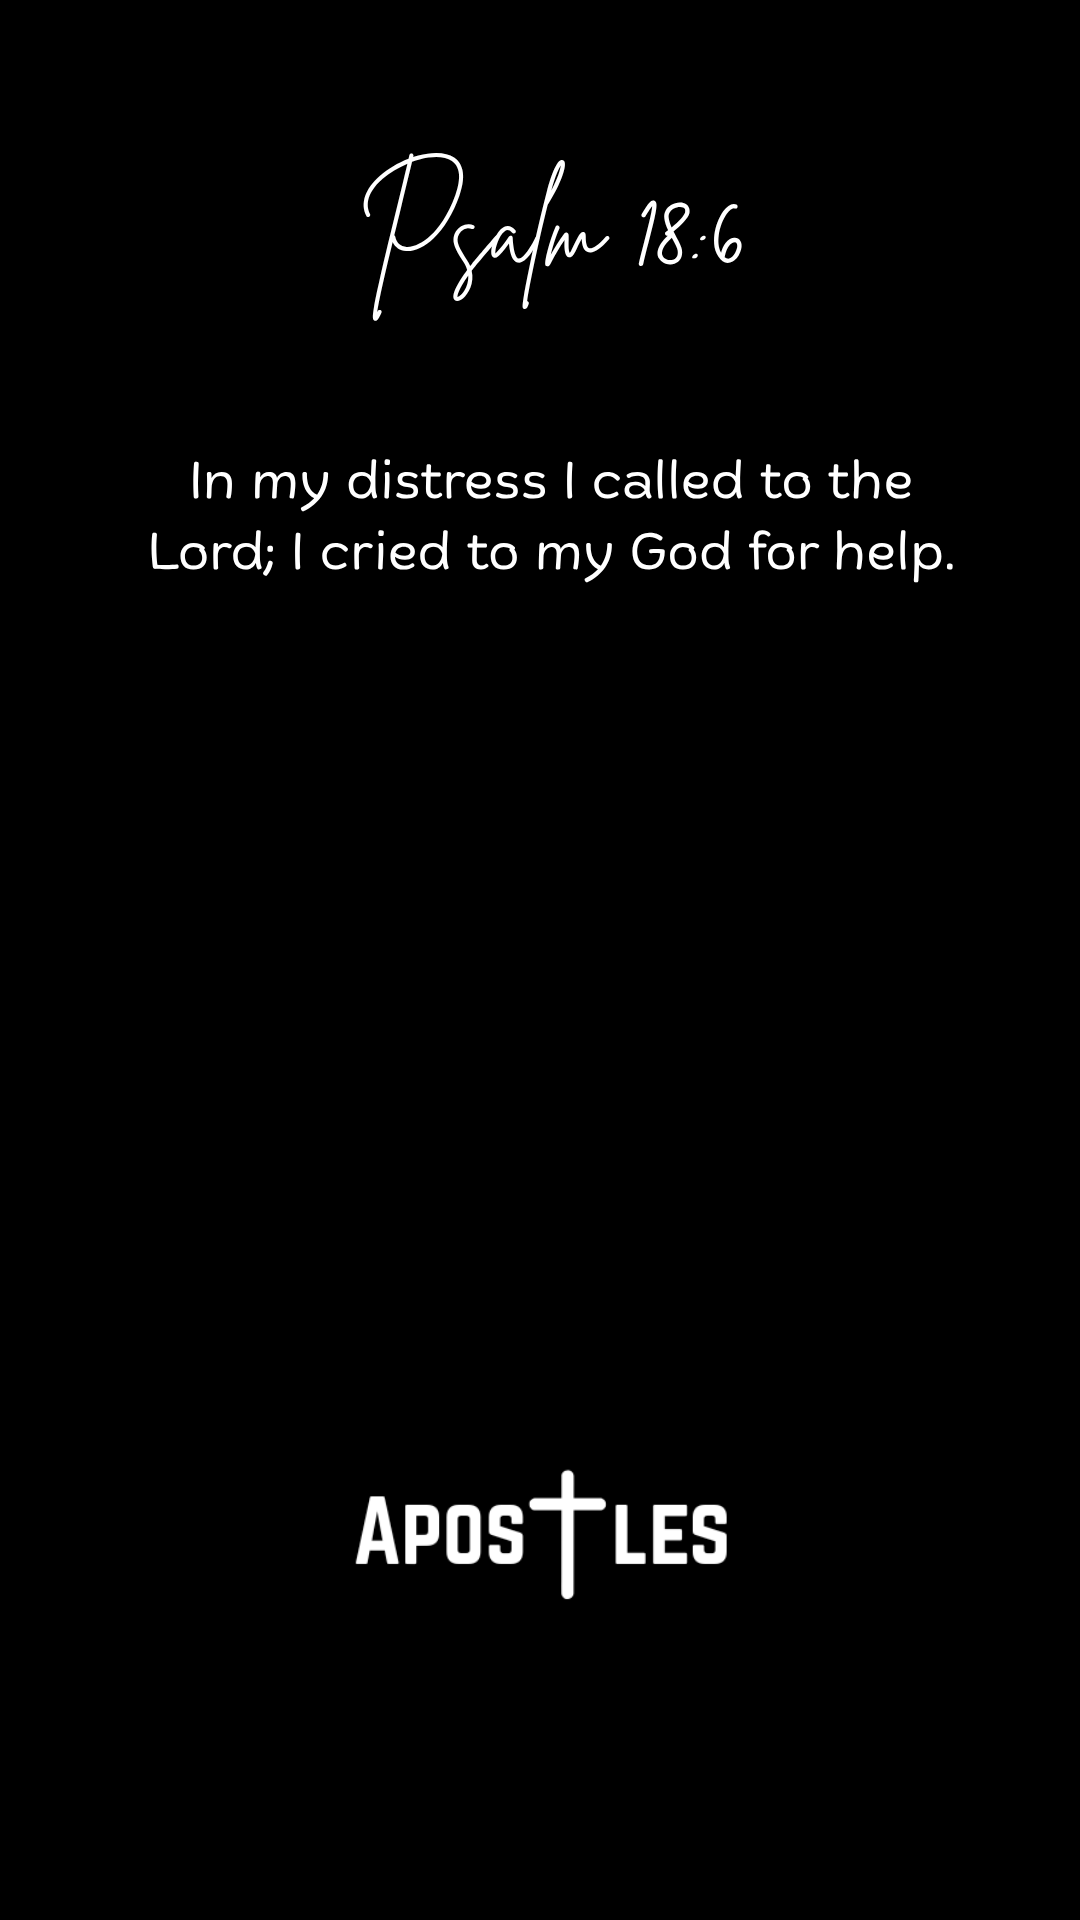 Psalm 18:6
In my distress I called to the
Lord; I cried to my God for help.
APOSTLES